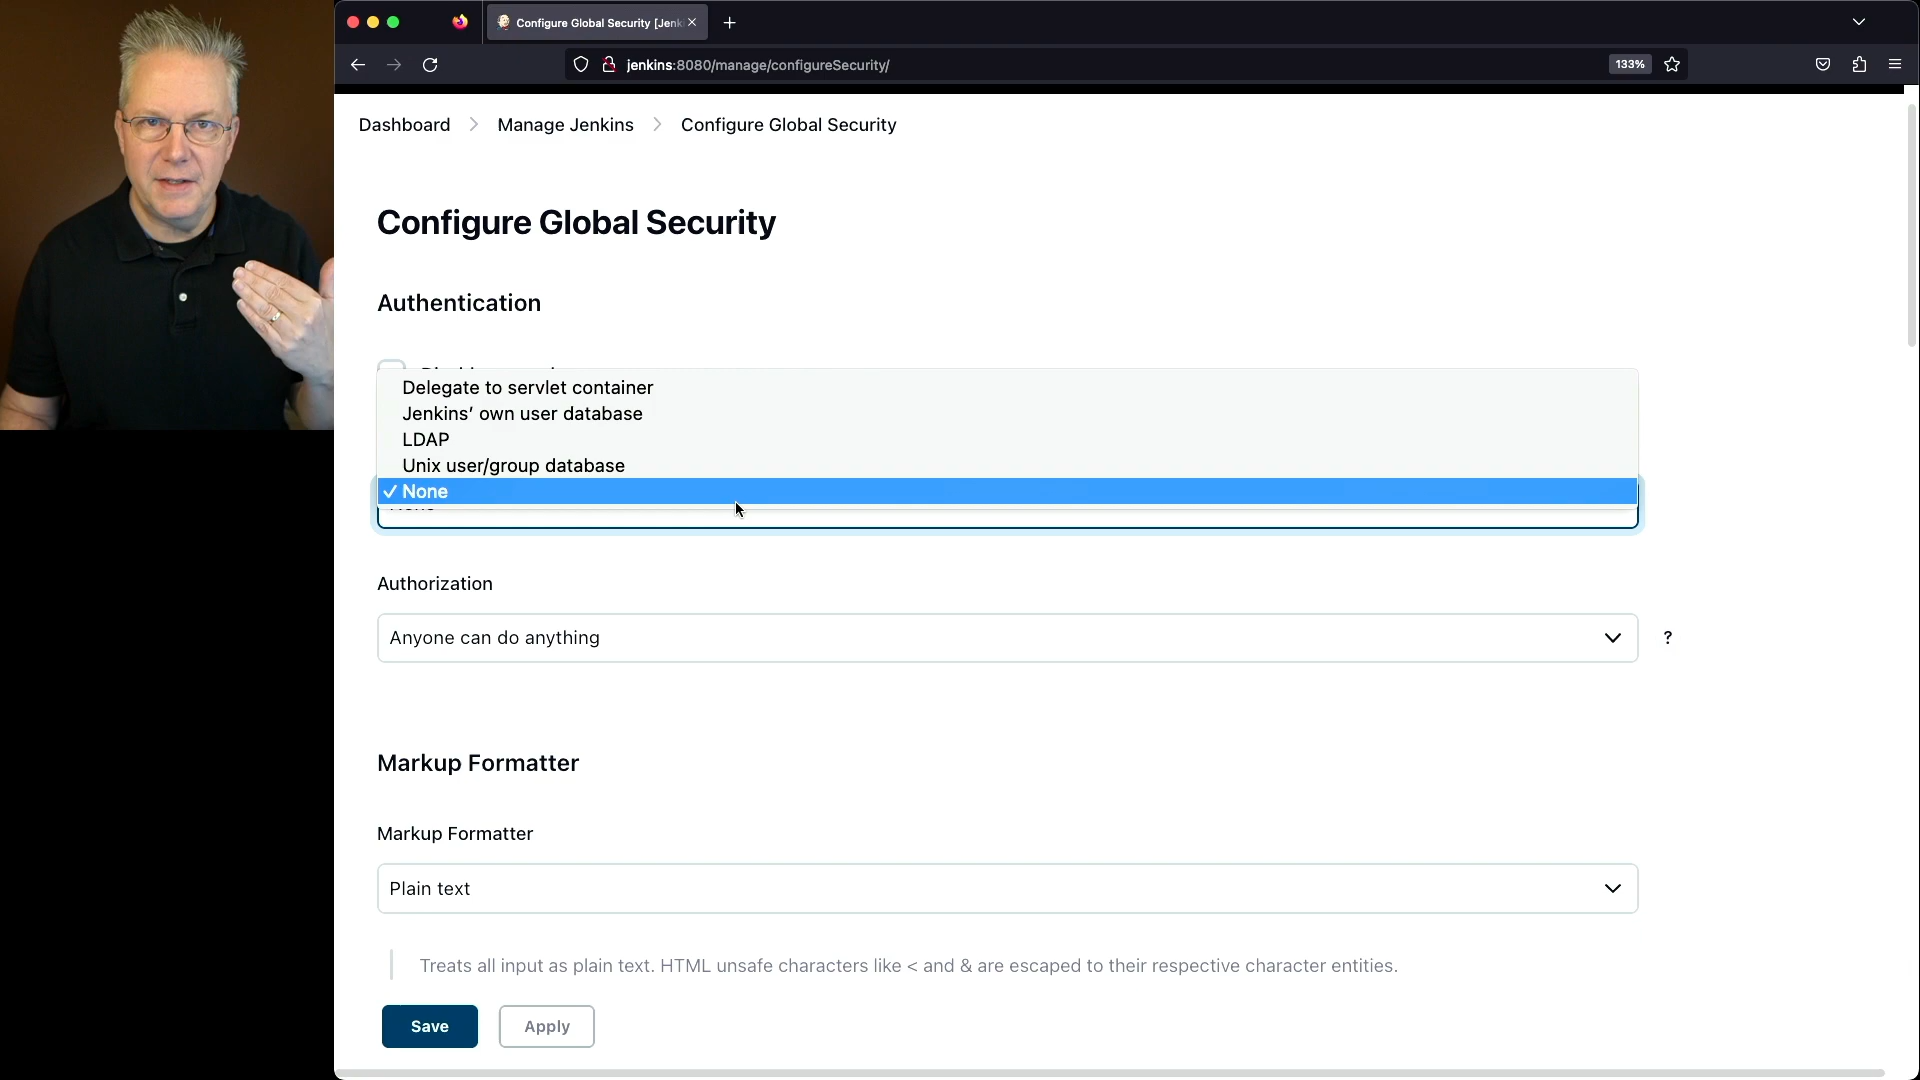 Configure Global Security [Jenk
jenkins:8080/manage/configureSecurity/
133%
Dashboard > Manage Jenkins > Configure Global Security
Configure Global Security
Authentication
Delegate to servlet container
Jenkins’ own user database
LDAP
Unix user/group database
✓ None
Authorization
Anyone can do anything
?
Markup Formatter
Markup Formatter
Plain text
Treats all input as plain text. HTML unsafe characters like < and & are escaped to their respective character entities.
Save
Apply